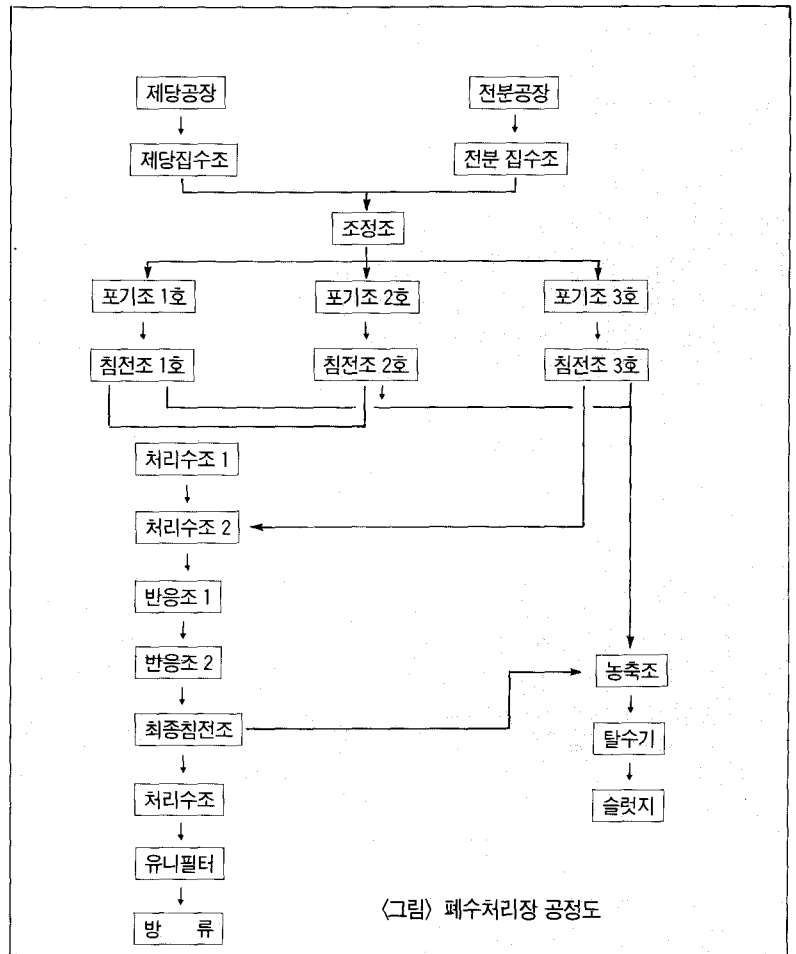 제당공장 전분공장
제당집수조 전분 집수조
조정조
포기조 1호 포기조 2호 포기조 3호
침전조 1호 침전조 2호 침전조 3호
처리수조 1
처리수조 2
반응조 1
반응조 2 농축조
최종침전조 탈수기
처리수조 슬럿지
유니필터
방 류
〈그림〉 폐수처리장 공정도